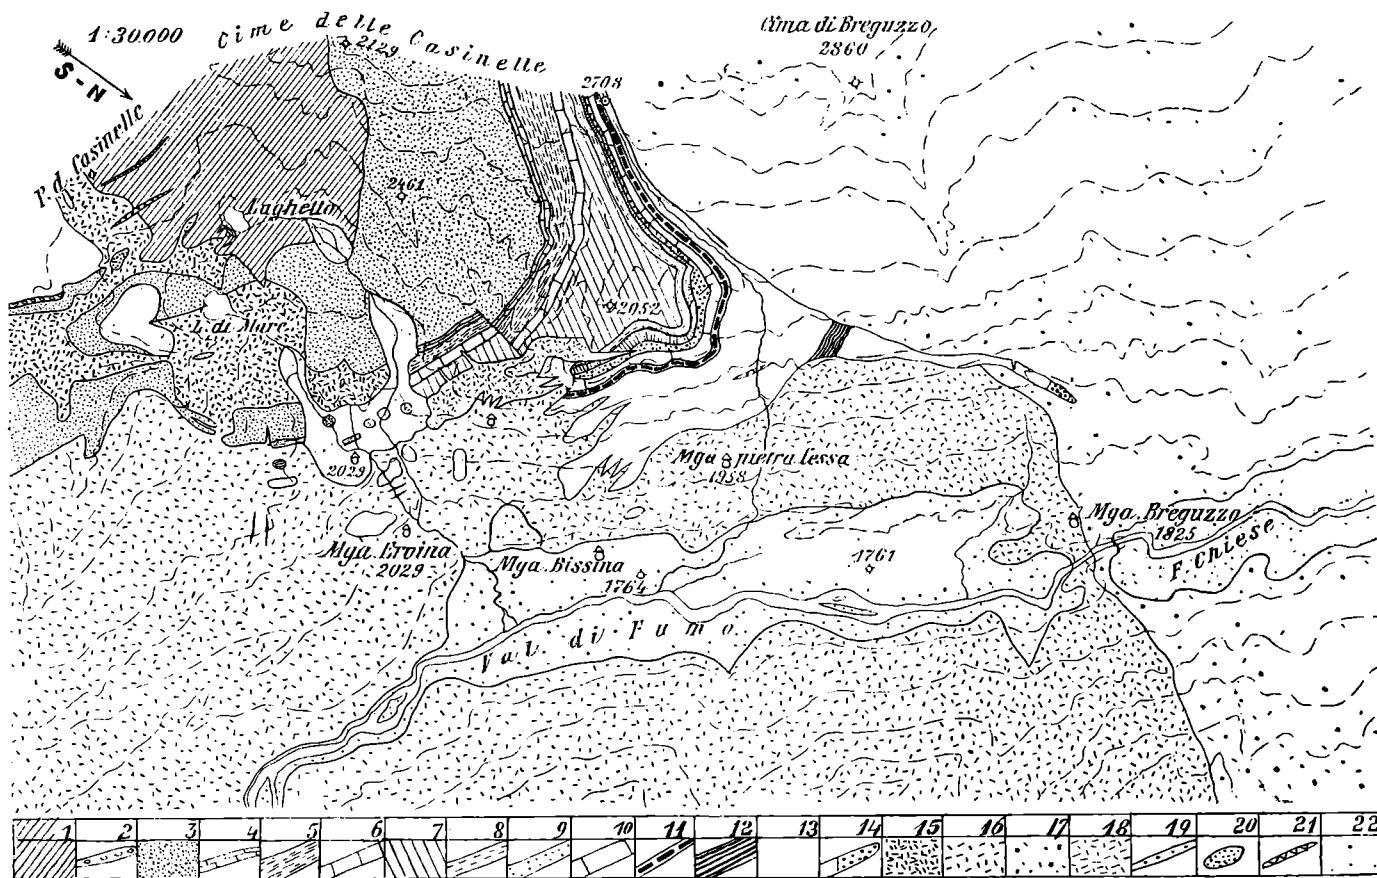 1:30.000
Cime delle Casinelle
2129
Cima di Breguzzo
2860
S-N
2708
P. d. Casinelle
2461
Laghetto
2052
L. di Mare
Mga pietra lessa
1958
2029
Mga Breguzzo
1825
Mga Ervina
2029
Mga Bissina
1764
1761
F. Chiese
Val di Fumo
1 2 3 4 5 6 7 8 9 10 11 12 13 14 15 16 17 18 19 20 21 22